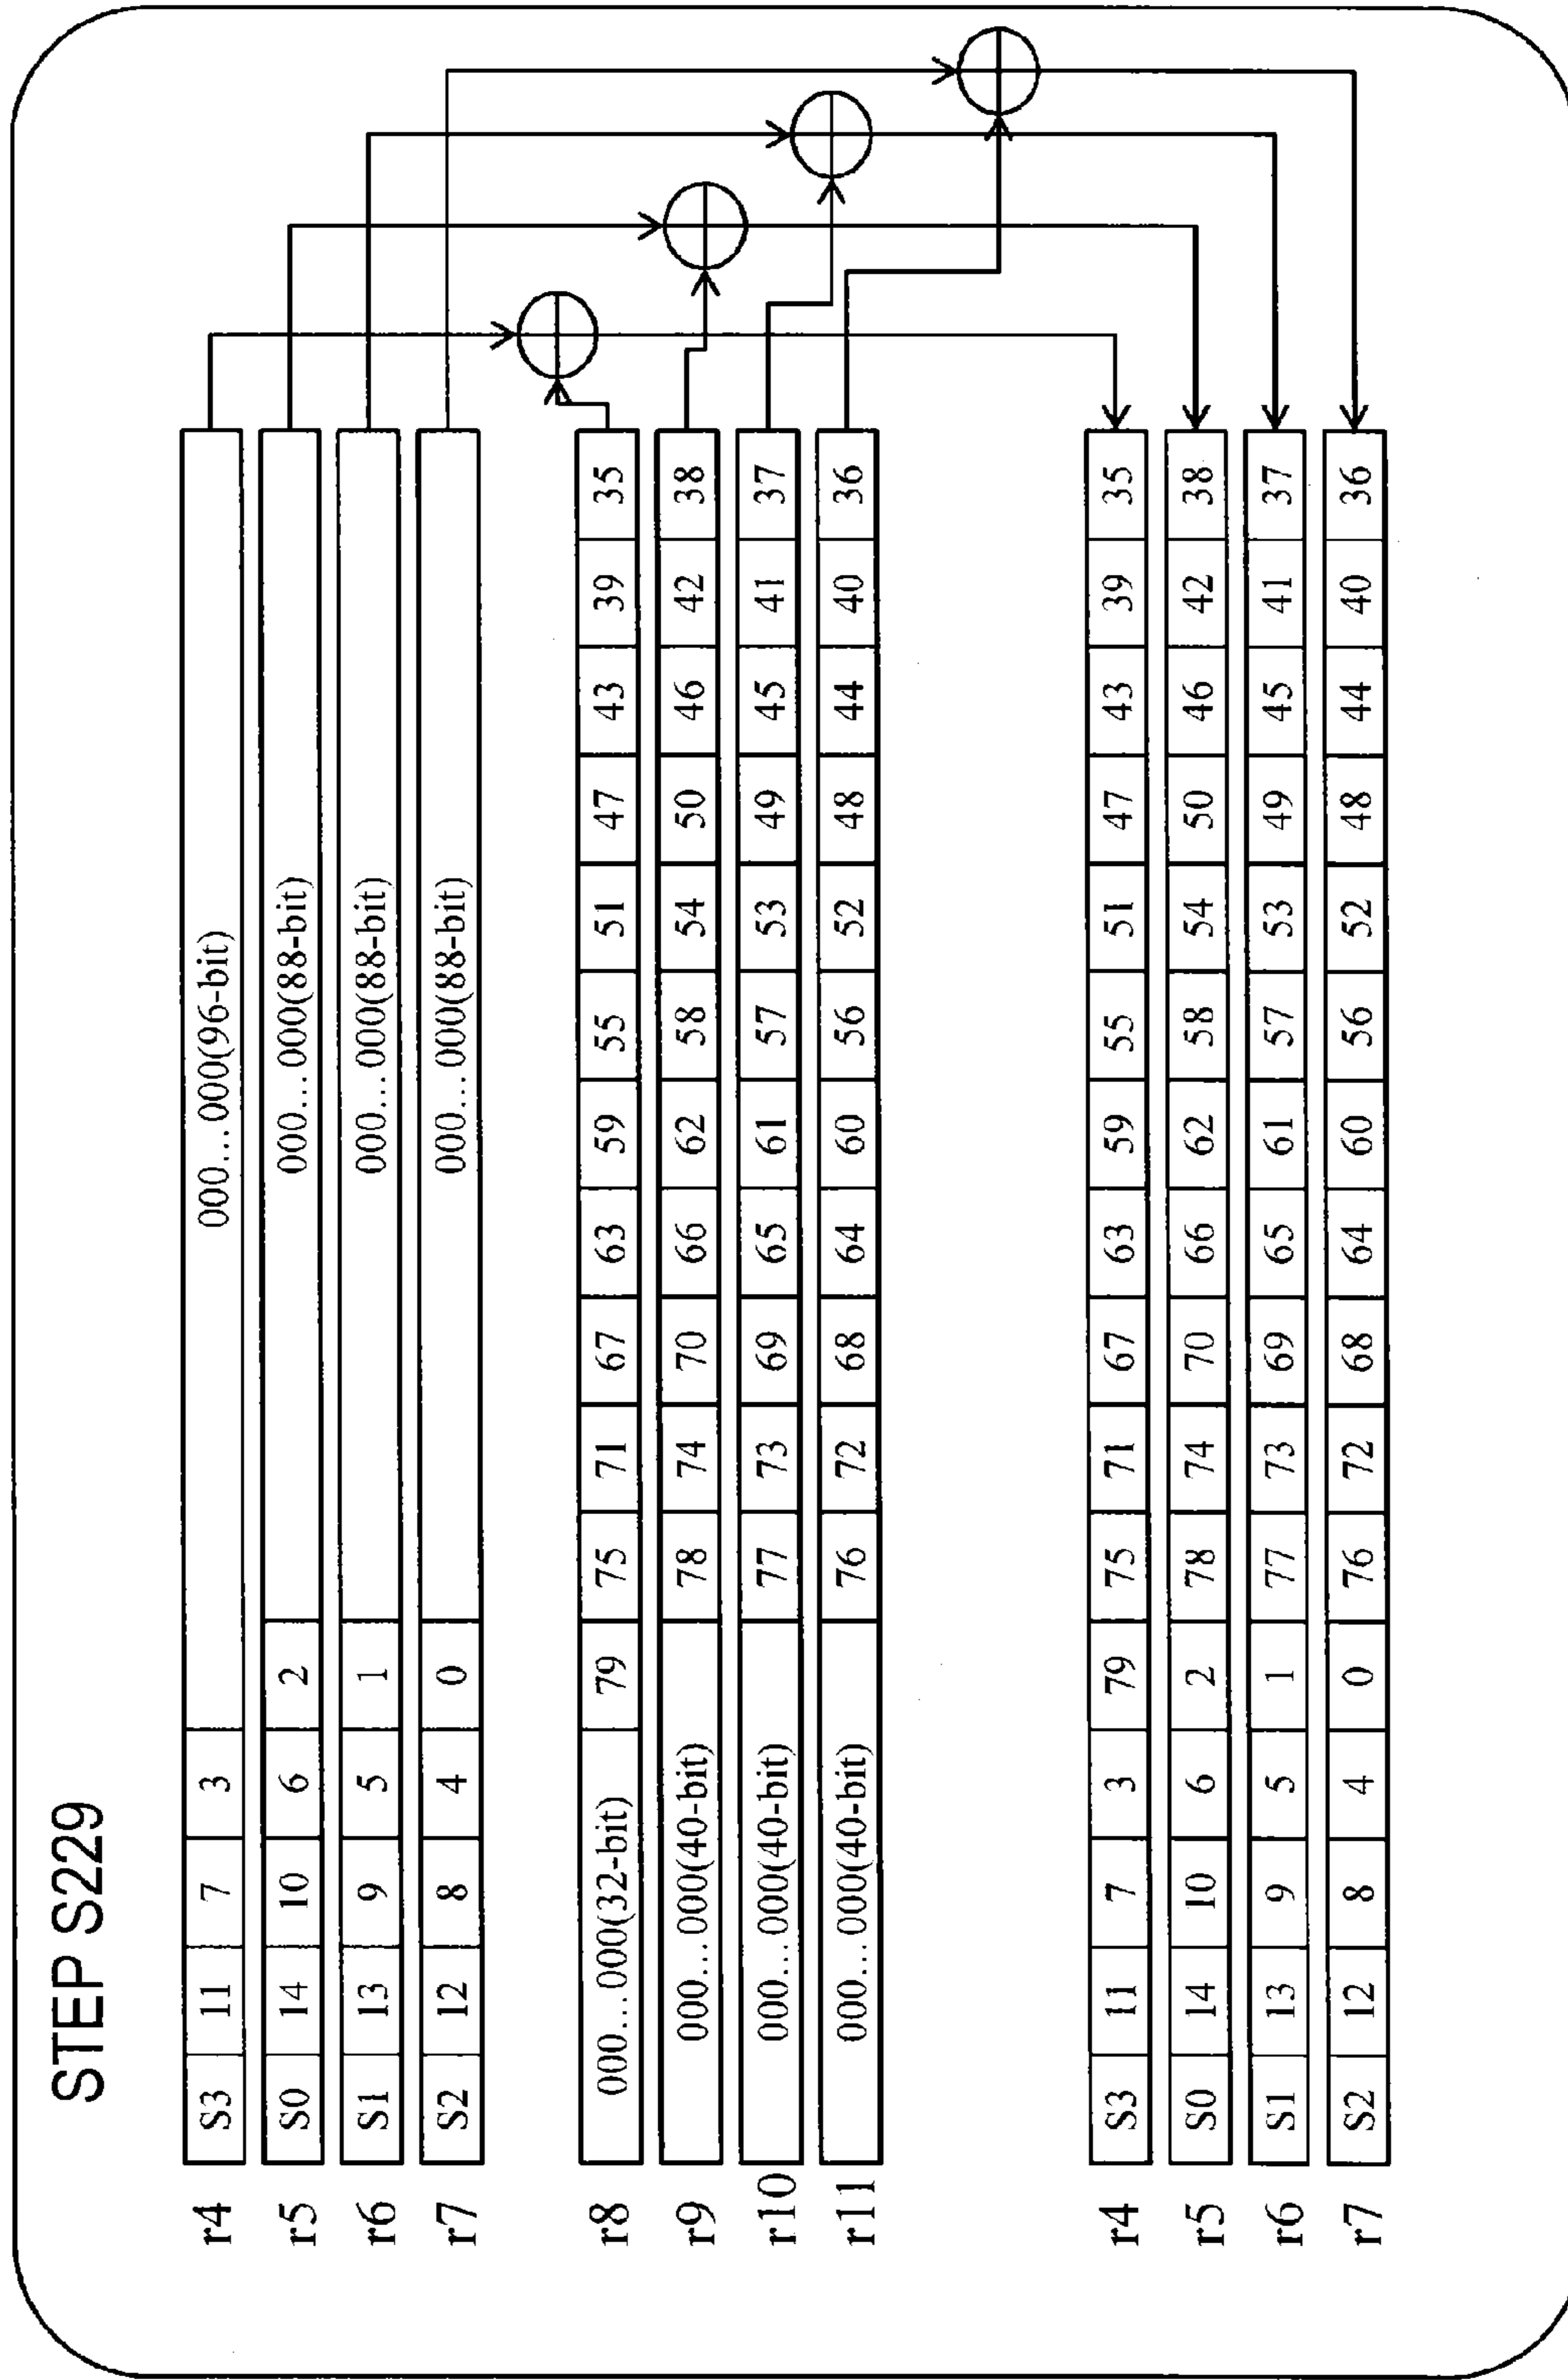 STEP S229
r4 S3 11 7 3 000...000(96-bit)
r5 S0 14 10 6 2 000...000(88-bit)
r6 S1 13 9 5 1 000...000(88-bit)
r7 S2 12 8 4 0 000...000(88-bit)
r8 000...000(32-bit) 79 75 71 67 63 59 55 51 47 43 39 35
r9 000...000(40-bit) 78 74 70 66 62 58 54 50 46 42 38
r10 000...000(40-bit) 77 73 69 65 61 57 53 49 45 41 37
r11 000...000(40-bit) 76 72 68 64 60 56 52 48 44 40 36
r4 S3 11 7 3 79 75 71 67 63 59 55 51 47 43 39 35
r5 S0 14 10 6 2 78 74 70 66 62 58 54 50 46 42 38
r6 S1 13 9 5 1 77 73 69 65 61 57 53 49 45 41 37
r7 S2 12 8 4 0 76 72 68 64 60 56 52 48 44 40 36